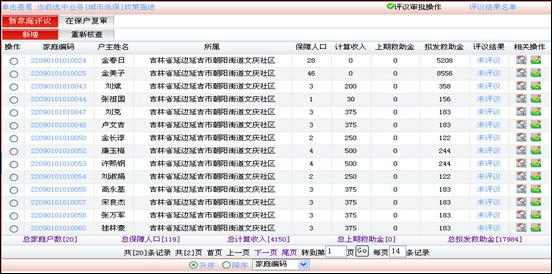 单击查看: 当前选中业务[城市低保]政策描述 评议审批操作 评议结果名单
新家庭评议 在保户复审
新增 重新核查
操作 家庭编码 户主姓名 所属 保障人口 计算收入 上期救助金 拟发救助金 评议结果 相关操作
22090101010024 金春日 吉林省延边延吉市朝阳街道文庆社区 28 0 0 5208 未评议
22090101010025 金美子 吉林省延边延吉市朝阳街道文庆社区 46 0 0 8556 未评议
22090101010043 刘斌 吉林省延边延吉市朝阳街道文庆社区 3 200 0 358 未评议
22090101010044 张祖国 吉林省延边延吉市朝阳街道文庆社区 1 30 0 156 未评议
22090101010047 刘克 吉林省延边延吉市朝阳街道文庆社区 3 375 0 183 未评议
22090101010048 卢文吉 吉林省延边延吉市朝阳街道文庆社区 3 375 0 183 未评议
22090101010050 金长淳 吉林省延边延吉市朝阳街道文庆社区 2 250 0 122 未评议
22090101010052 康玉梅 吉林省延边延吉市朝阳街道文庆社区 4 500 0 244 未评议
22090101010053 许熙钢 吉林省延边延吉市朝阳街道文庆社区 4 500 0 244 未评议
22090101010054 刘淑娟 吉林省延边延吉市朝阳街道文庆社区 2 250 0 122 未评议
22090101010055 高永基 吉林省延边延吉市朝阳街道文庆社区 3 375 0 183 未评议
22090101010057 宋良杰 吉林省延边延吉市朝阳街道文庆社区 3 375 0 183 未评议
22090101010058 张万军 吉林省延边延吉市朝阳街道文庆社区 3 375 0 183 未评议
22090101010060 桂林豪 吉林省延边延吉市朝阳街道文庆社区 3 375 0 183 未评议
总家庭户数[20] 总保障人口[119] 总计算收入[4150] 总上期救助金[0] 总拟发救助金[17984]
共[20]条记录 共[2]页 首页 上一页 下一页 尾页 转到第 1 页 Go 每页 14 条记录
升序 降序 家庭编码